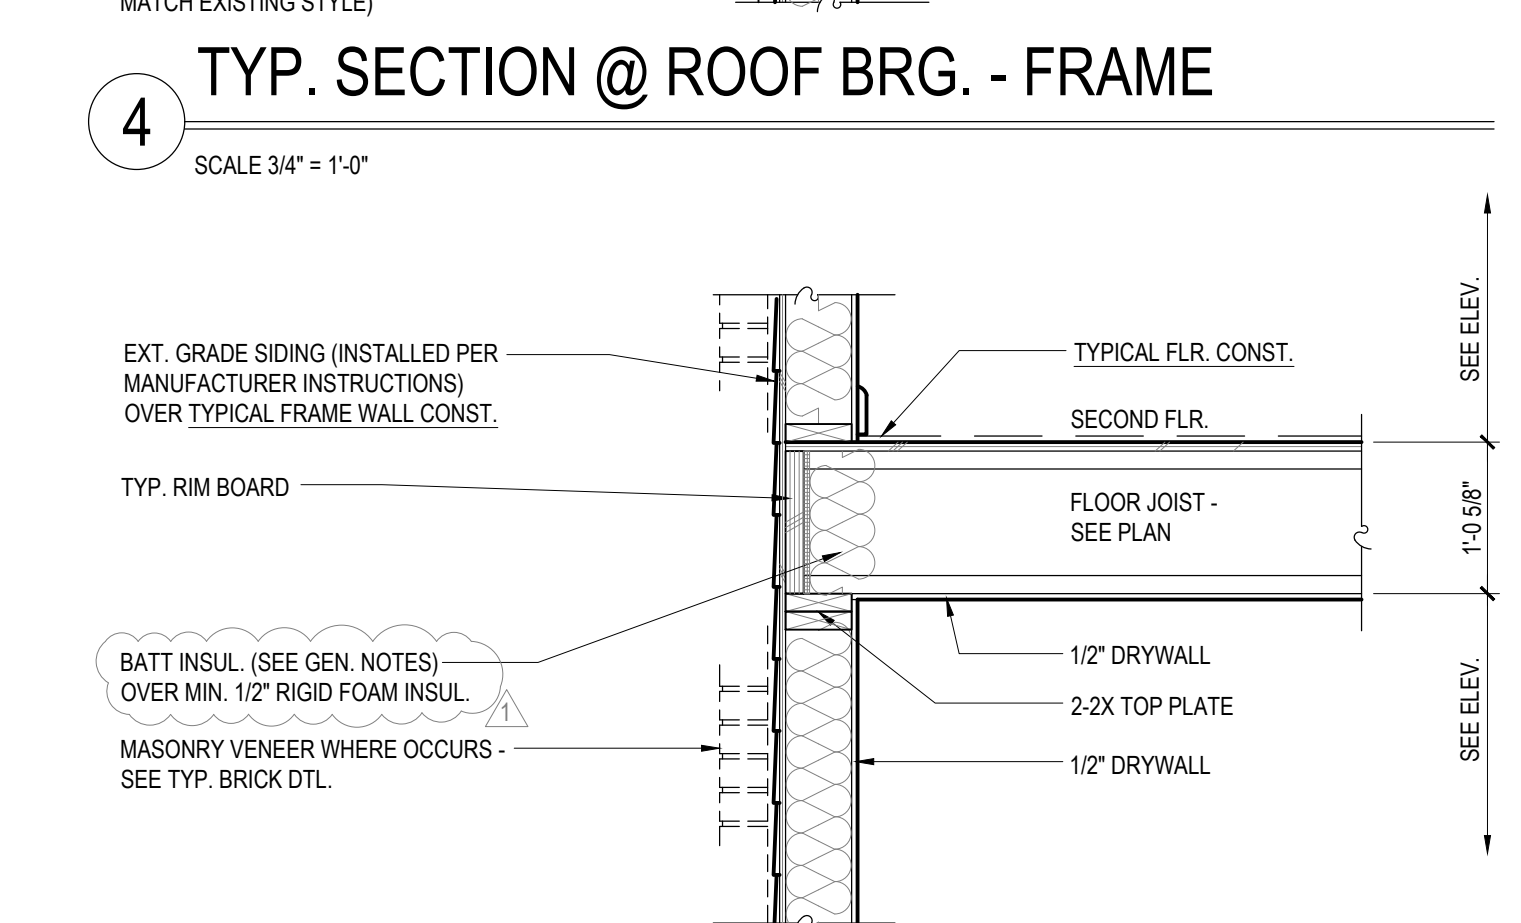 MATCH EXISTING STYLE)
TYP. SECTION @ ROOF BRG. - FRAME
4
SCALE 3/4" = 1'-0"
EXT. GRADE SIDING (INSTALLED PER
MANUFACTURER INSTRUCTIONS)
OVER TYPICAL FRAME WALL CONST.
TYP. RIM BOARD
BATT INSUL. (SEE GEN. NOTES)
OVER MIN. 1/2" RIGID FOAM INSUL.
1
MASONRY VENEER WHERE OCCURS -
SEE TYP. BRICK DTL.
TYPICAL FLR. CONST.
SECOND FLR.
FLOOR JOIST -
SEE PLAN
1/2" DRYWALL
2-2X TOP PLATE
1/2" DRYWALL
SEE ELEV.
1'-0 5/8"
SEE ELEV.